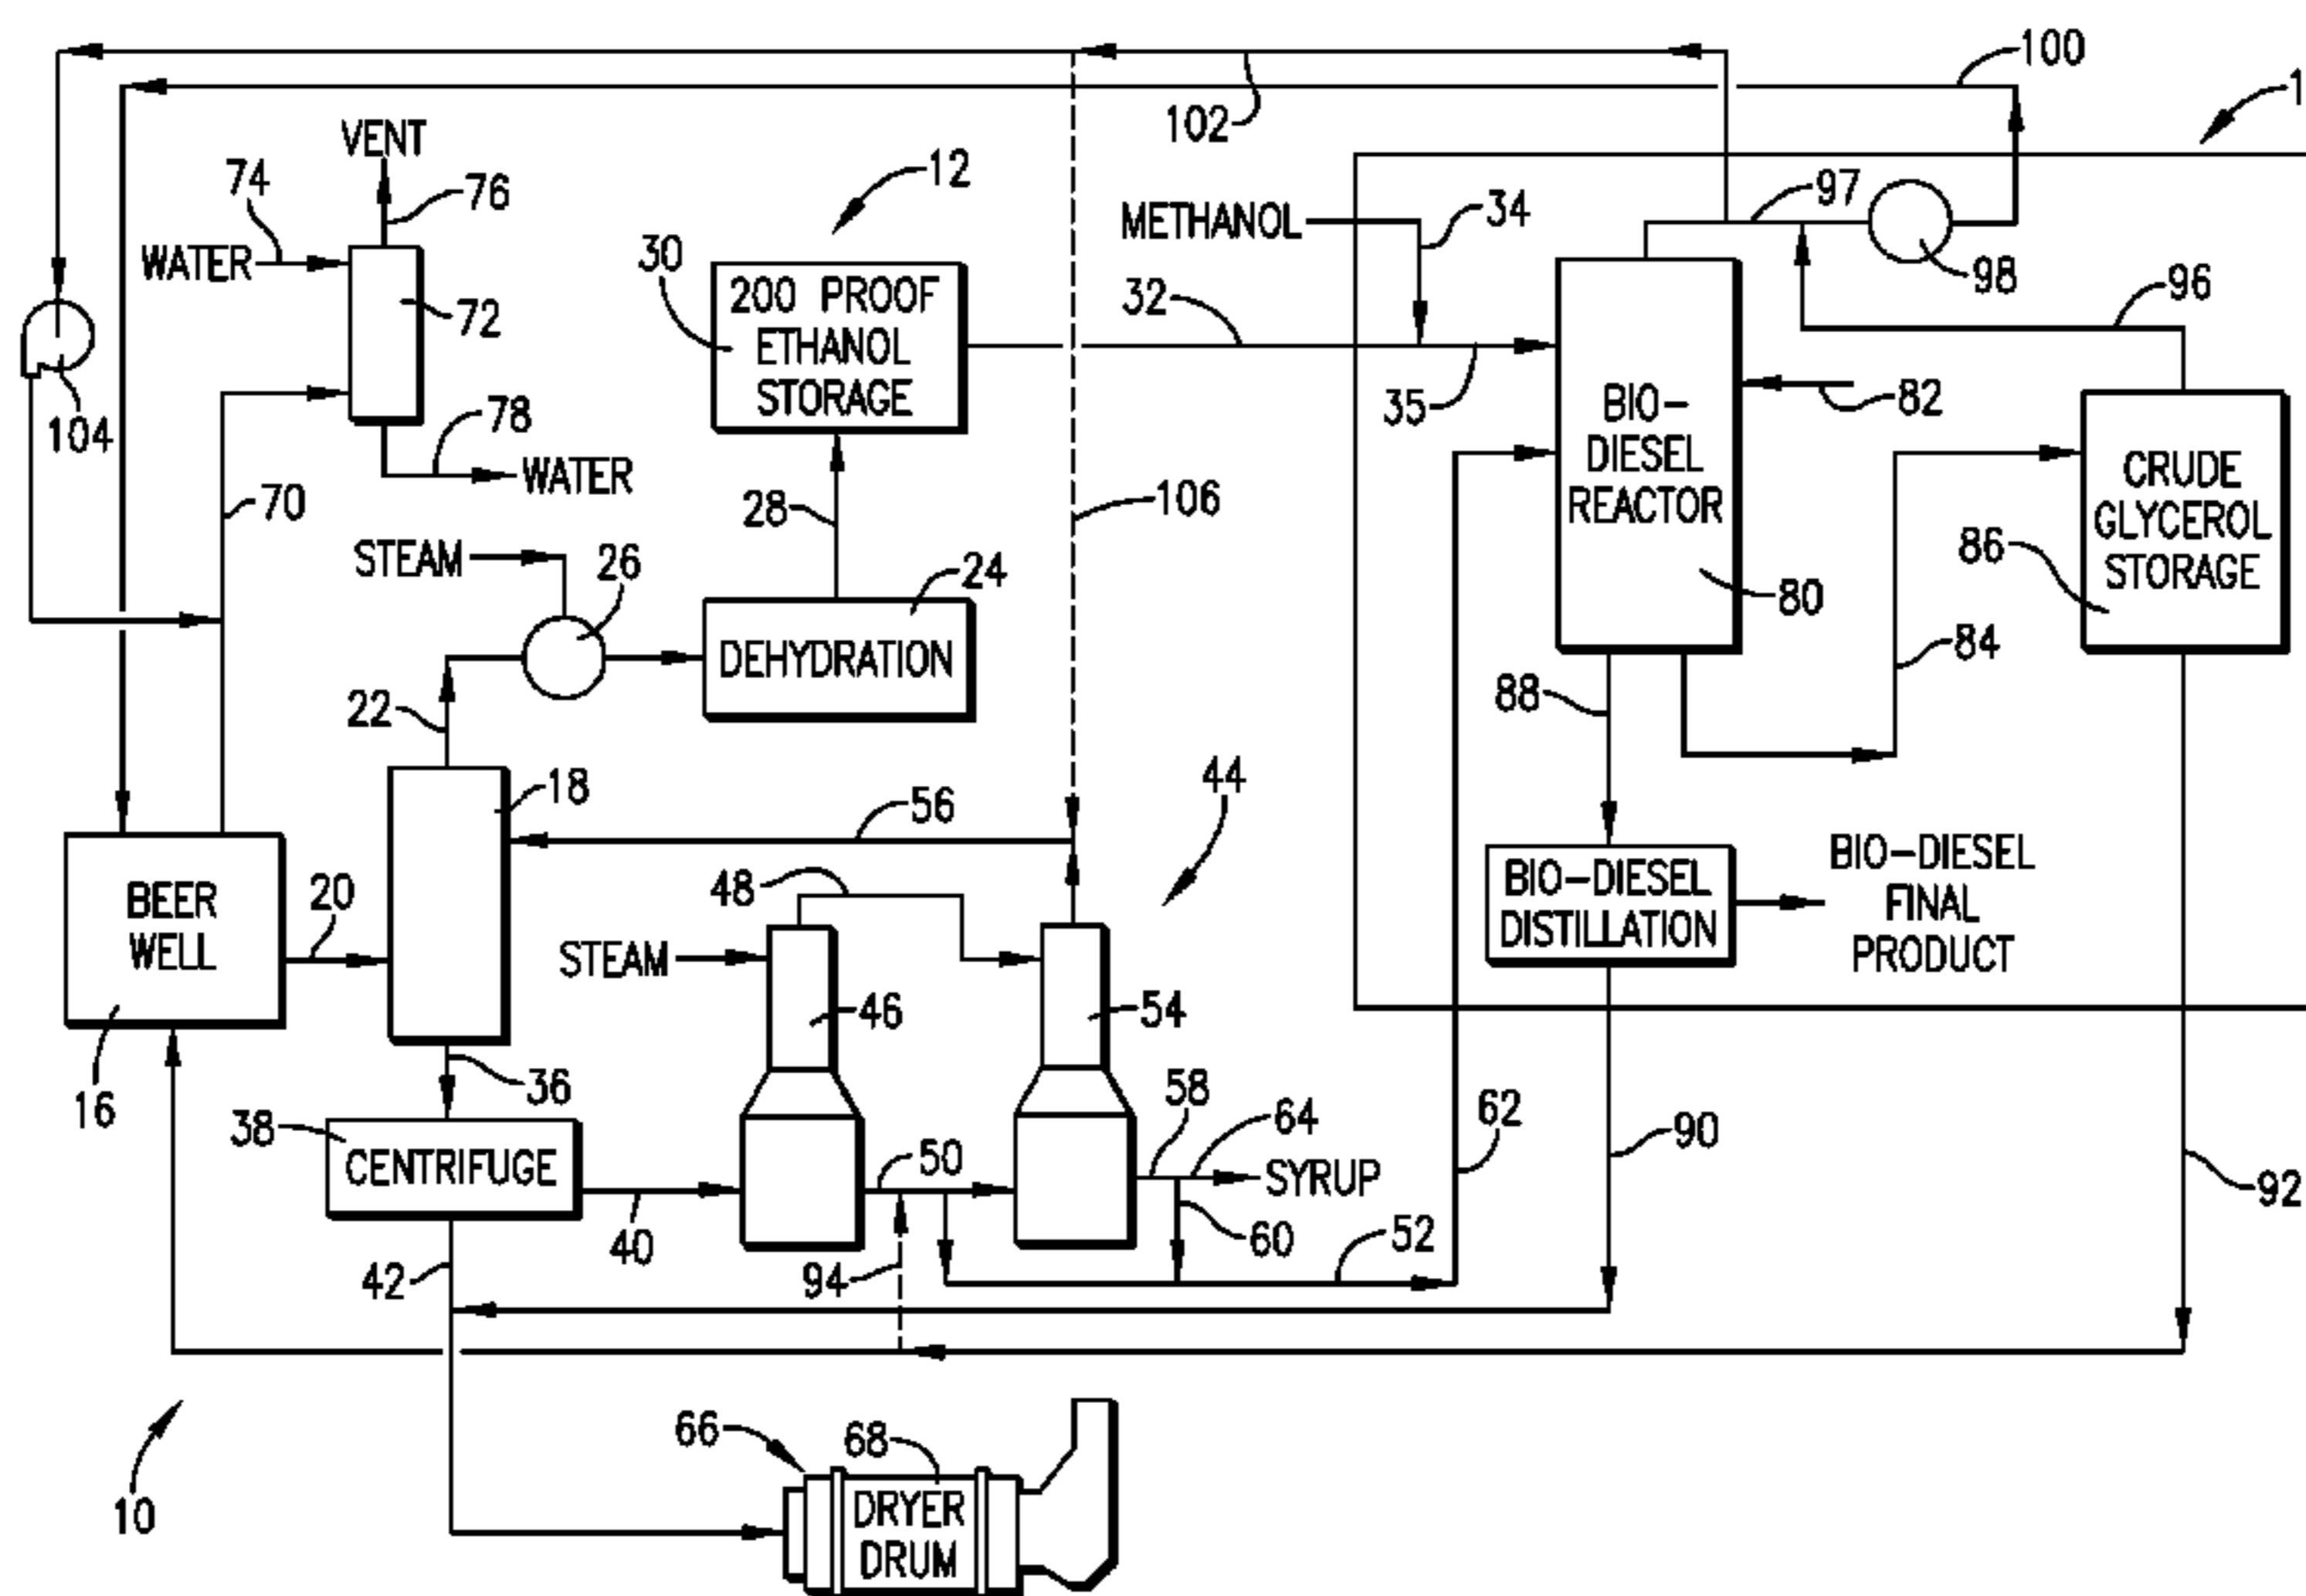 100
1
102
VENT
12
74
76
97
METHANOL
34
WATER
30
200 PROOF
ETHANOL
STORAGE
98
72
32
96
104
35
BIO-
DIESEL
REACTOR
82
78
WATER
CRUDE
GLYCEROL
STORAGE
70
28
106
STEAM
26
24
86
80
DEHYDRATION
84
22
88
18
44
56
BIO-DIESEL
FINAL
PRODUCT
48
BIO-DIESEL
DISTILLATION
BEER
WELL
20
STEAM
46
54
16
36
58
64
62
90
38
CENTRIFUGE
50
SYRUP
92
40
60
52
42
94
66
68
DRYER
DRUM
10